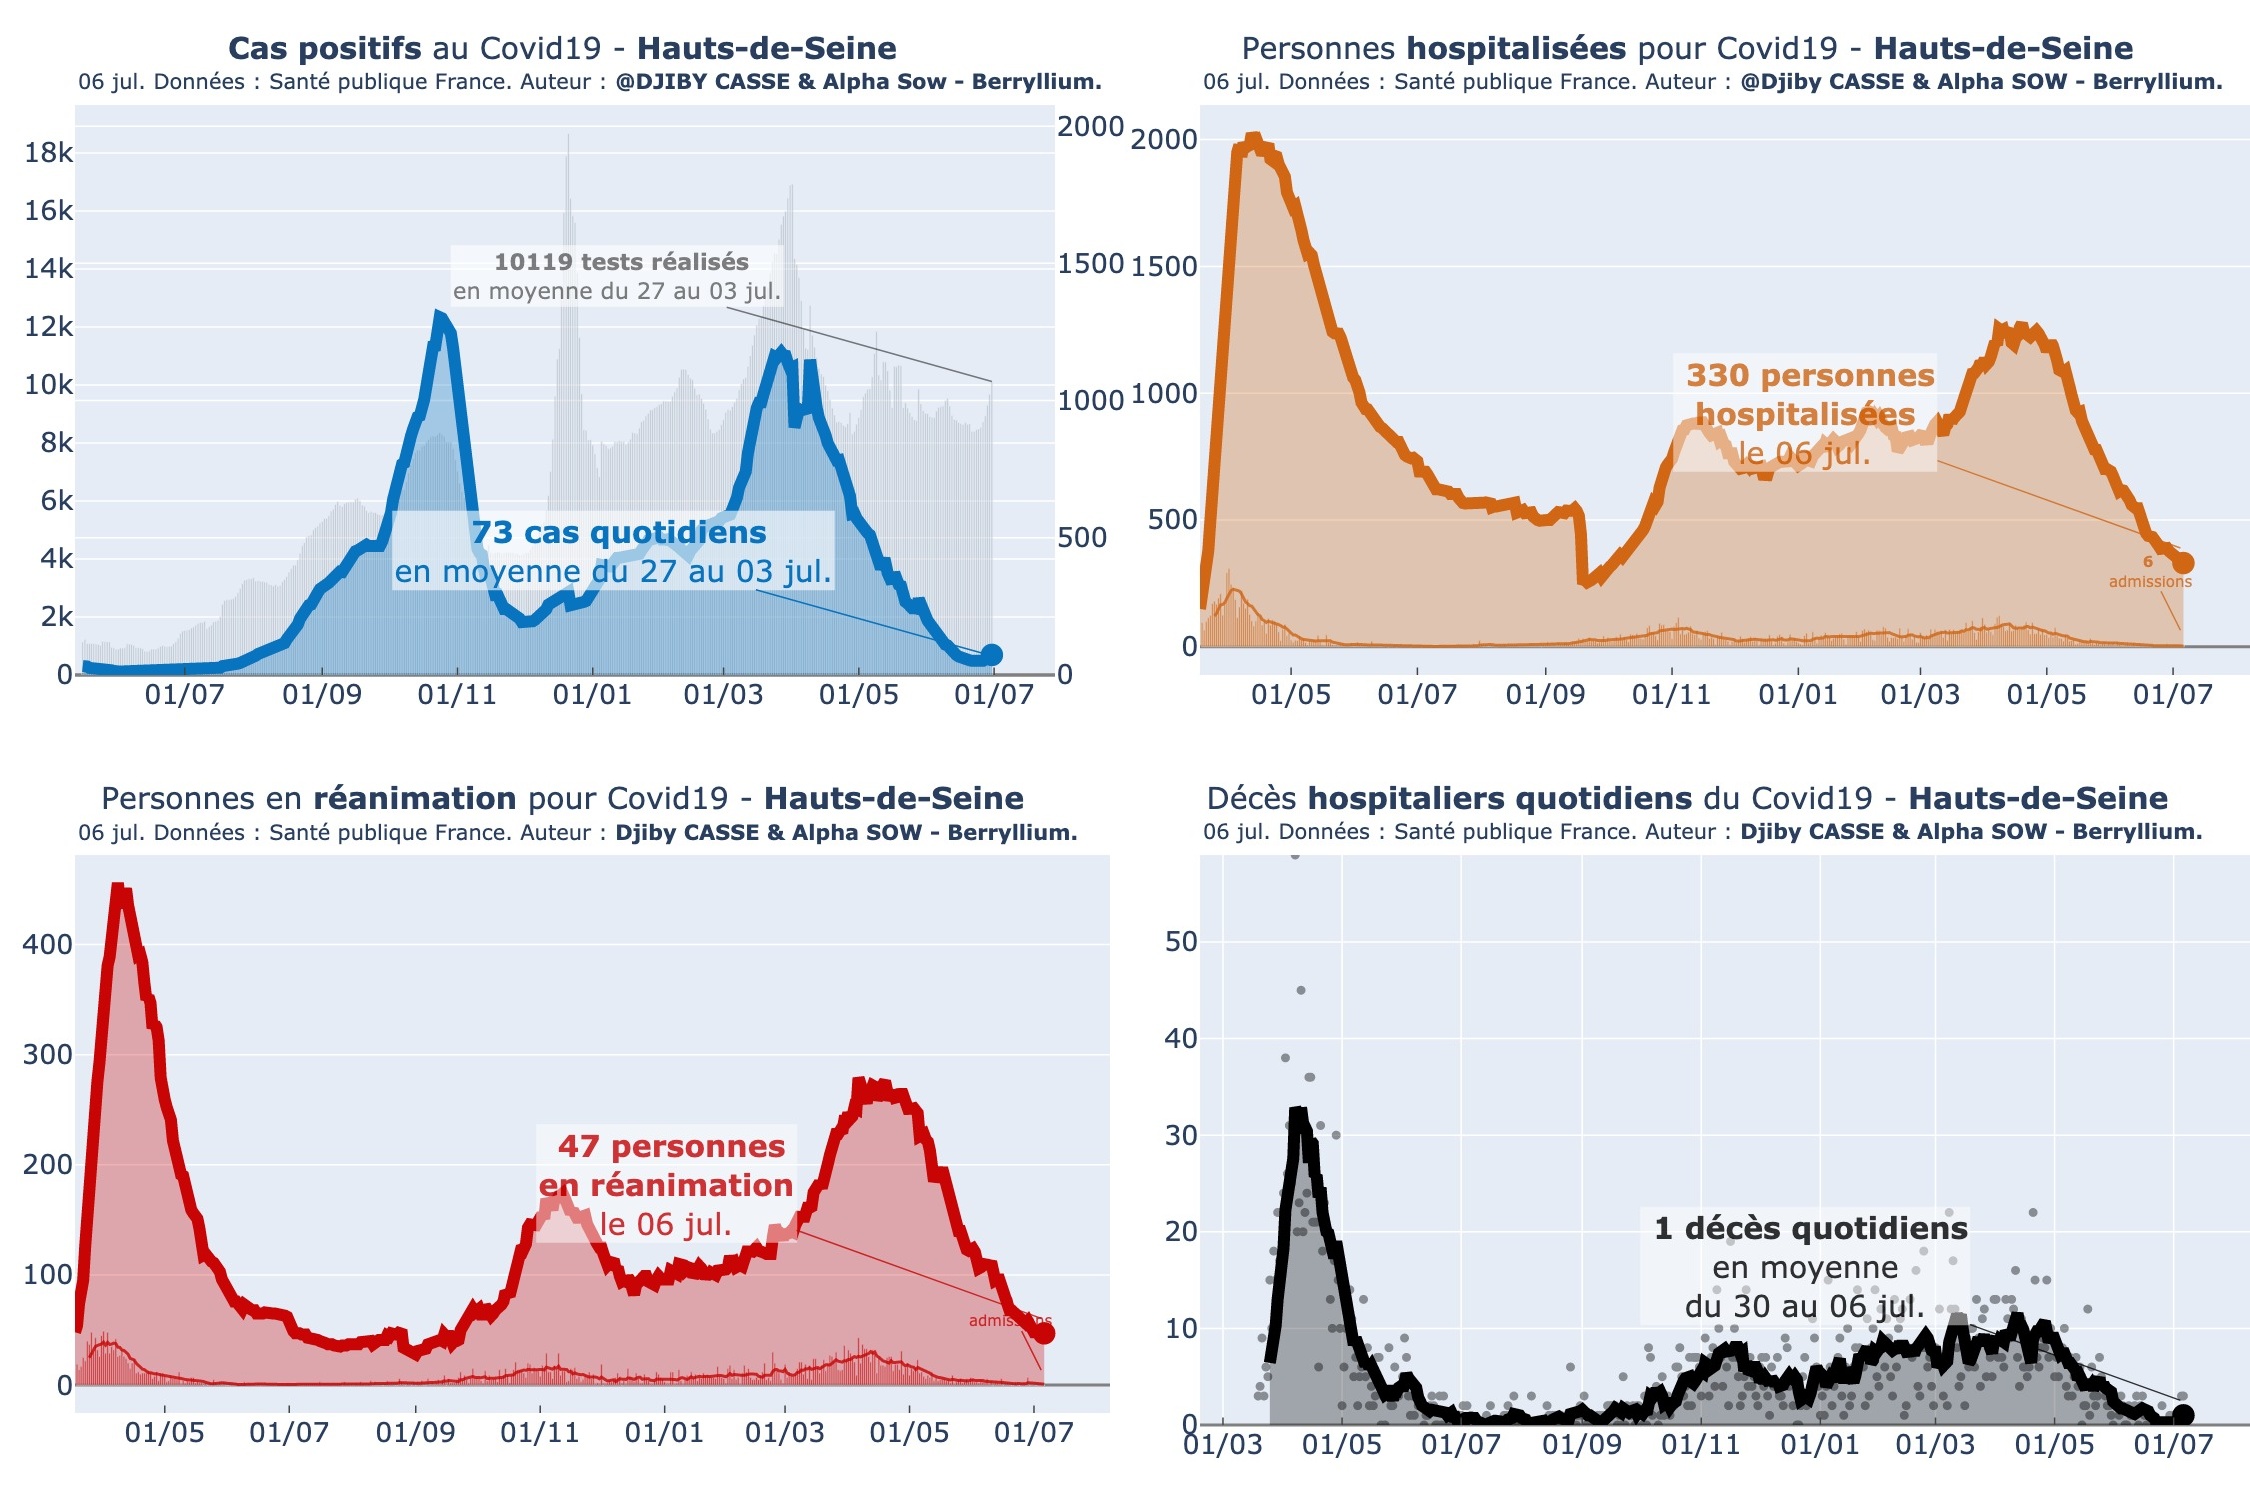 Cas positifs au Covid19 - Hauts-de-Seine
06 jul. Données : Santé publique France. Auteur : @DJIBY CASSE & Alpha Sow - Berryllium.
18k
16k
14k
12k
10k
8k
6k
4k
2k
0
2000
1500
1000
500
0
10119 tests réalisés
en moyenne du 27 au 03 jul.
73 cas quotidiens
en moyenne du 27 au 03 jul.
01/07 01/09 01/11 01/01 01/03 01/05 01/07
Personnes hospitalisées pour Covid19 - Hauts-de-Seine
06 jul. Données : Santé publique France. Auteur : @Djiby CASSE & Alpha SOW - Berryllium.
2000
1500
1000
500
0
330 personnes
hospitalisées
le 06 jul.
6
admissions
01/05 01/07 01/09 01/11 01/01 01/03 01/05 01/07
Personnes en réanimation pour Covid19 - Hauts-de-Seine
06 jul. Données : Santé publique France. Auteur : Djiby CASSE & Alpha SOW - Berryllium.
400
300
200
100
0
47 personnes
en réanimation
le 06 jul.
admissions
01/05 01/07 01/09 01/11 01/01 01/03 01/05 01/07
Décès hospitaliers quotidiens du Covid19 - Hauts-de-Seine
06 jul. Données : Santé publique France. Auteur : Djiby CASSE & Alpha SOW - Berryllium.
50
40
30
20
10
0
1 décès quotidiens
en moyenne
du 30 au 06 jul.
01/03 01/05 01/07 01/09 01/11 01/01 01/03 01/05 01/07